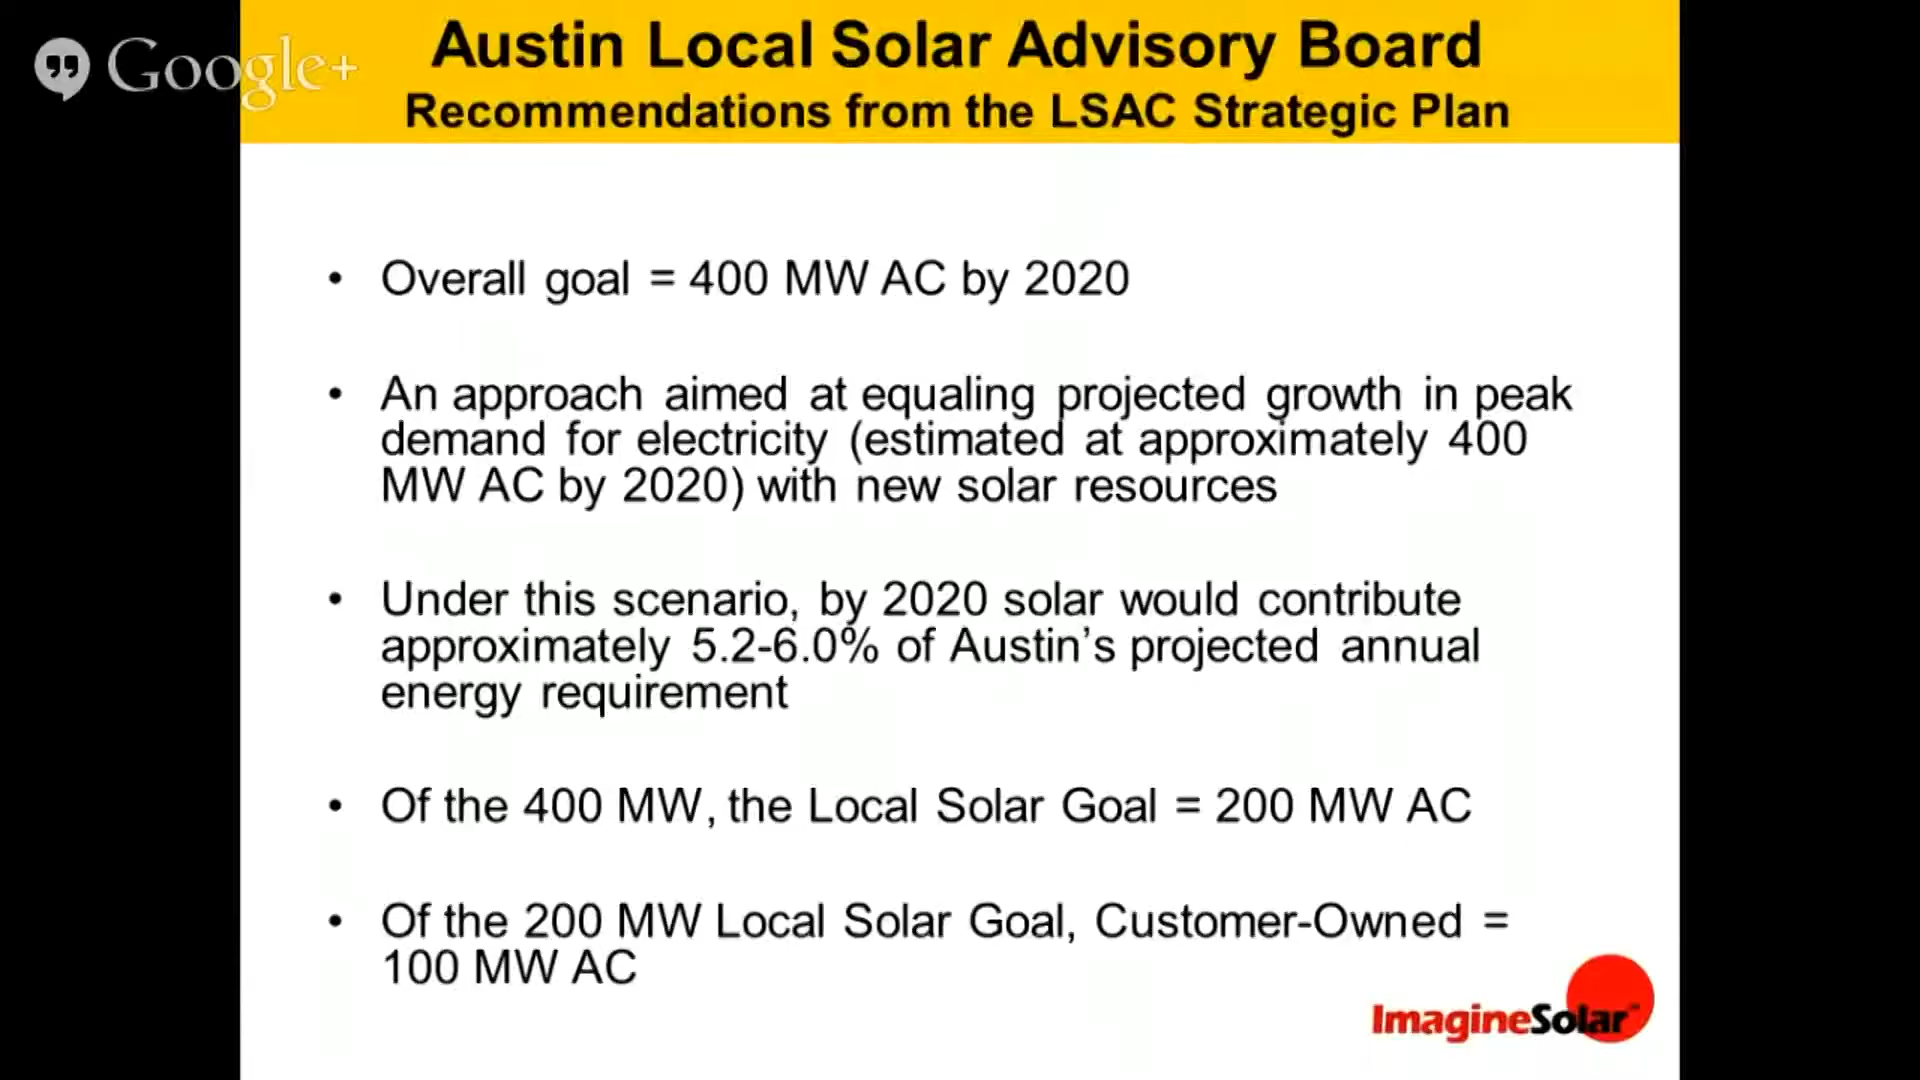 Google+
Austin Local Solar Advisory Board
Recommendations from the LSAC Strategic Plan
• Overall goal = 400 MW AC by 2020
• An approach aimed at equaling projected growth in peak
demand for electricity (estimated at approximately 400
MW AC by 2020) with new solar resources
• Under this scenario, by 2020 solar would contribute
approximately 5.2-6.0% of Austin’s projected annual
energy requirement
• Of the 400 MW, the Local Solar Goal = 200 MW AC
• Of the 200 MW Local Solar Goal, Customer-Owned =
100 MW AC
ImagineSolar™